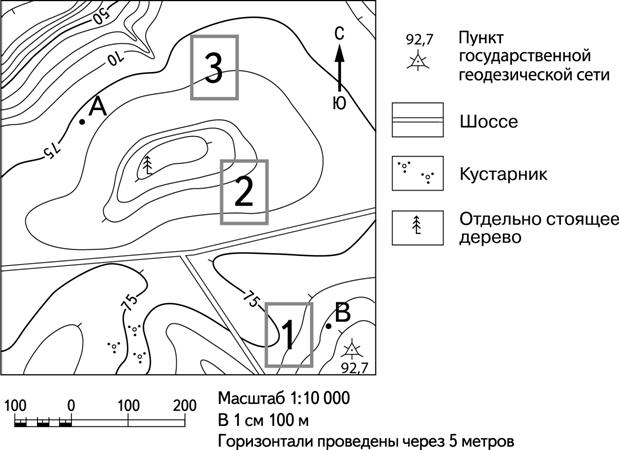 50
70
3
С
Ю
А
75
2
75
75
1
В
92,7
92,7
Пункт
государственной
геодезической сети
Шоссе
Кустарник
Отдельно стоящее
дерево
100 0 100 200
Масштаб 1:10 000
В 1 см 100 м
Горизонтали проведены через 5 метров